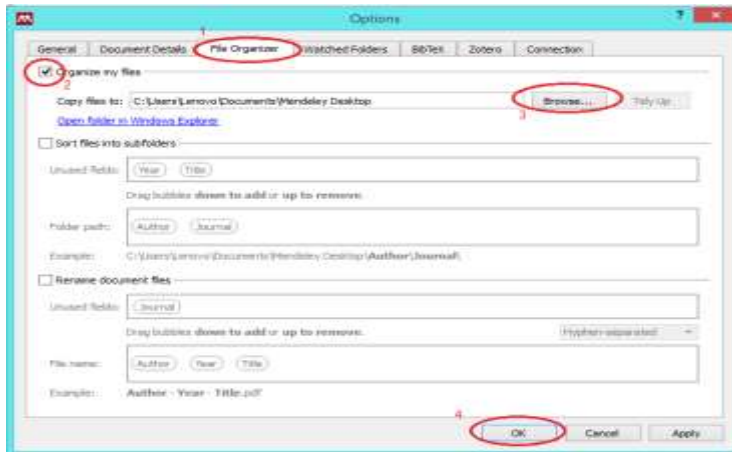 Options
?
1
General Document Details File Organizer Watched Folders BibTeX Zotero Connection
Organize my files
2
Copy files to: C:\Users\Lenovo\Documents\Mendeley Desktop Browse... Tidy Up
3
Open folder in Windows Explorer
Sort files into subfolders
Unused fields: Year Title
Drag bubbles down to add or up to remove.
Folder path: Author Journal
Example: C:\Users\Lenovo\Documents\Mendeley Desktop\Author\Journal\
Rename document files
Unused fields: Journal
Drag bubbles down to add or up to remove.
Hyphen-separated
File name: Author Year Title
Example: Author - Year - Title.pdf
4
OK Cancel Apply